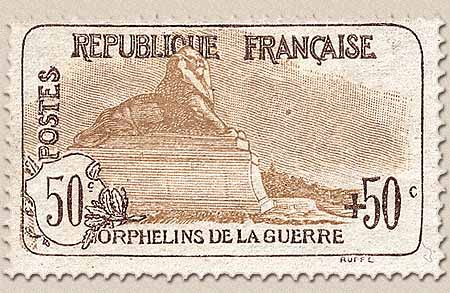 REPUBLIQUE FRANÇAISE
POSTES
50c
+50c
ORPHELINS DE LA GUERRE
RUFFE